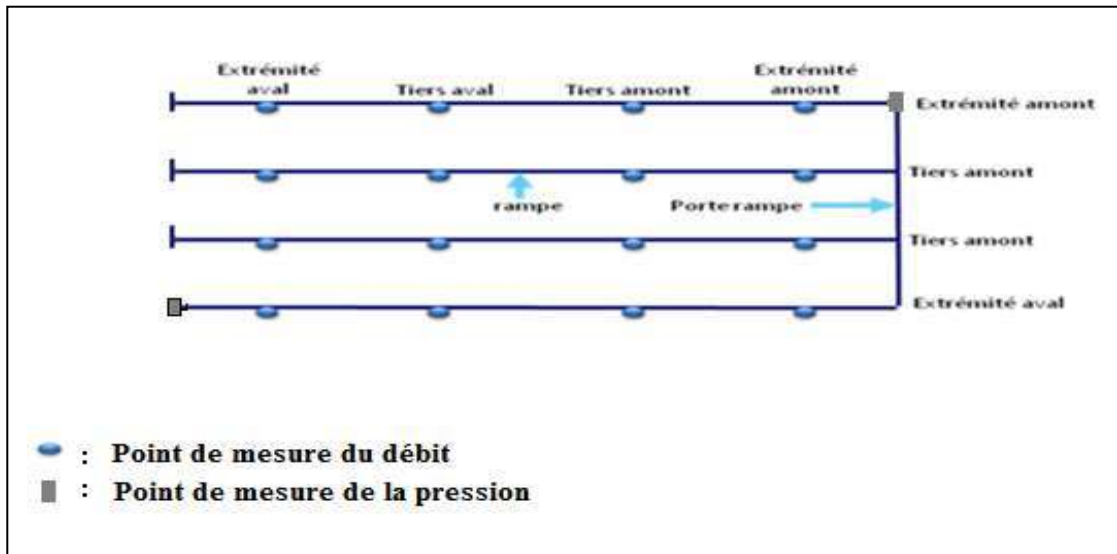 Extrémité
aval
Tiers aval
Tiers amont
Extrémité
amont
Extrémité amont
Tiers amont
rampe
Porte rampe
Tiers amont
Extrémité aval
: Point de mesure du débit
: Point de mesure de la pression